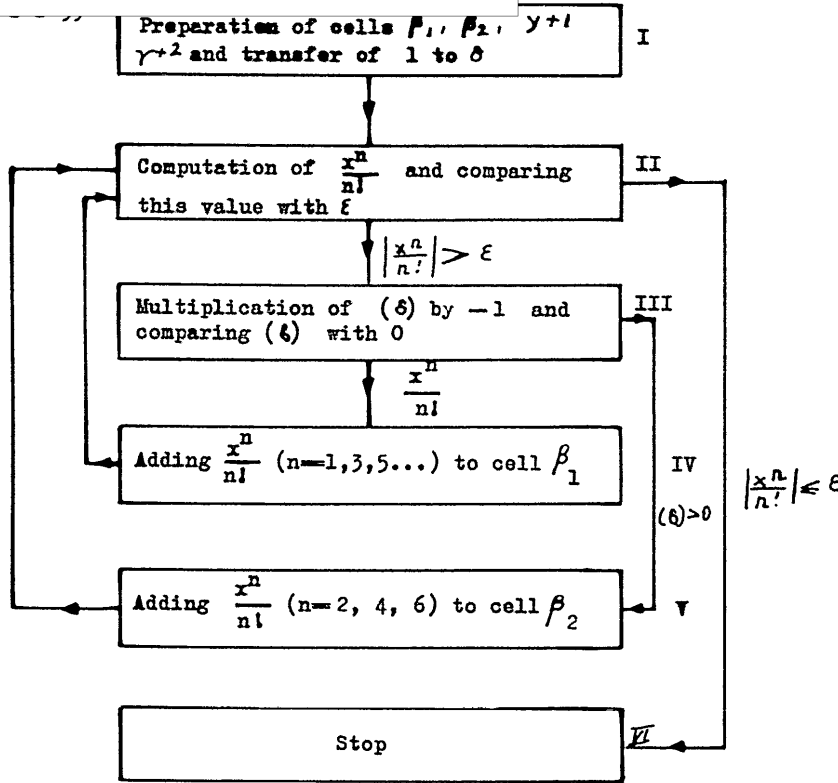 Preparation of cells β₁, β₂, γ+1
γ+2 and transfer of 1 to δ
I
Computation of xⁿ/n! and comparing
this value with ε
II
|xⁿ/n!| > ε
Multiplication of (δ) by −1 and
comparing (δ) with 0
III
xⁿ/n!
Adding xⁿ/n! (n=1,3,5...) to cell β₁
IV
(δ)>0
|xⁿ/n!| ≤ ε
Adding xⁿ/n! (n=2, 4, 6) to cell β₂
V
Stop
VI